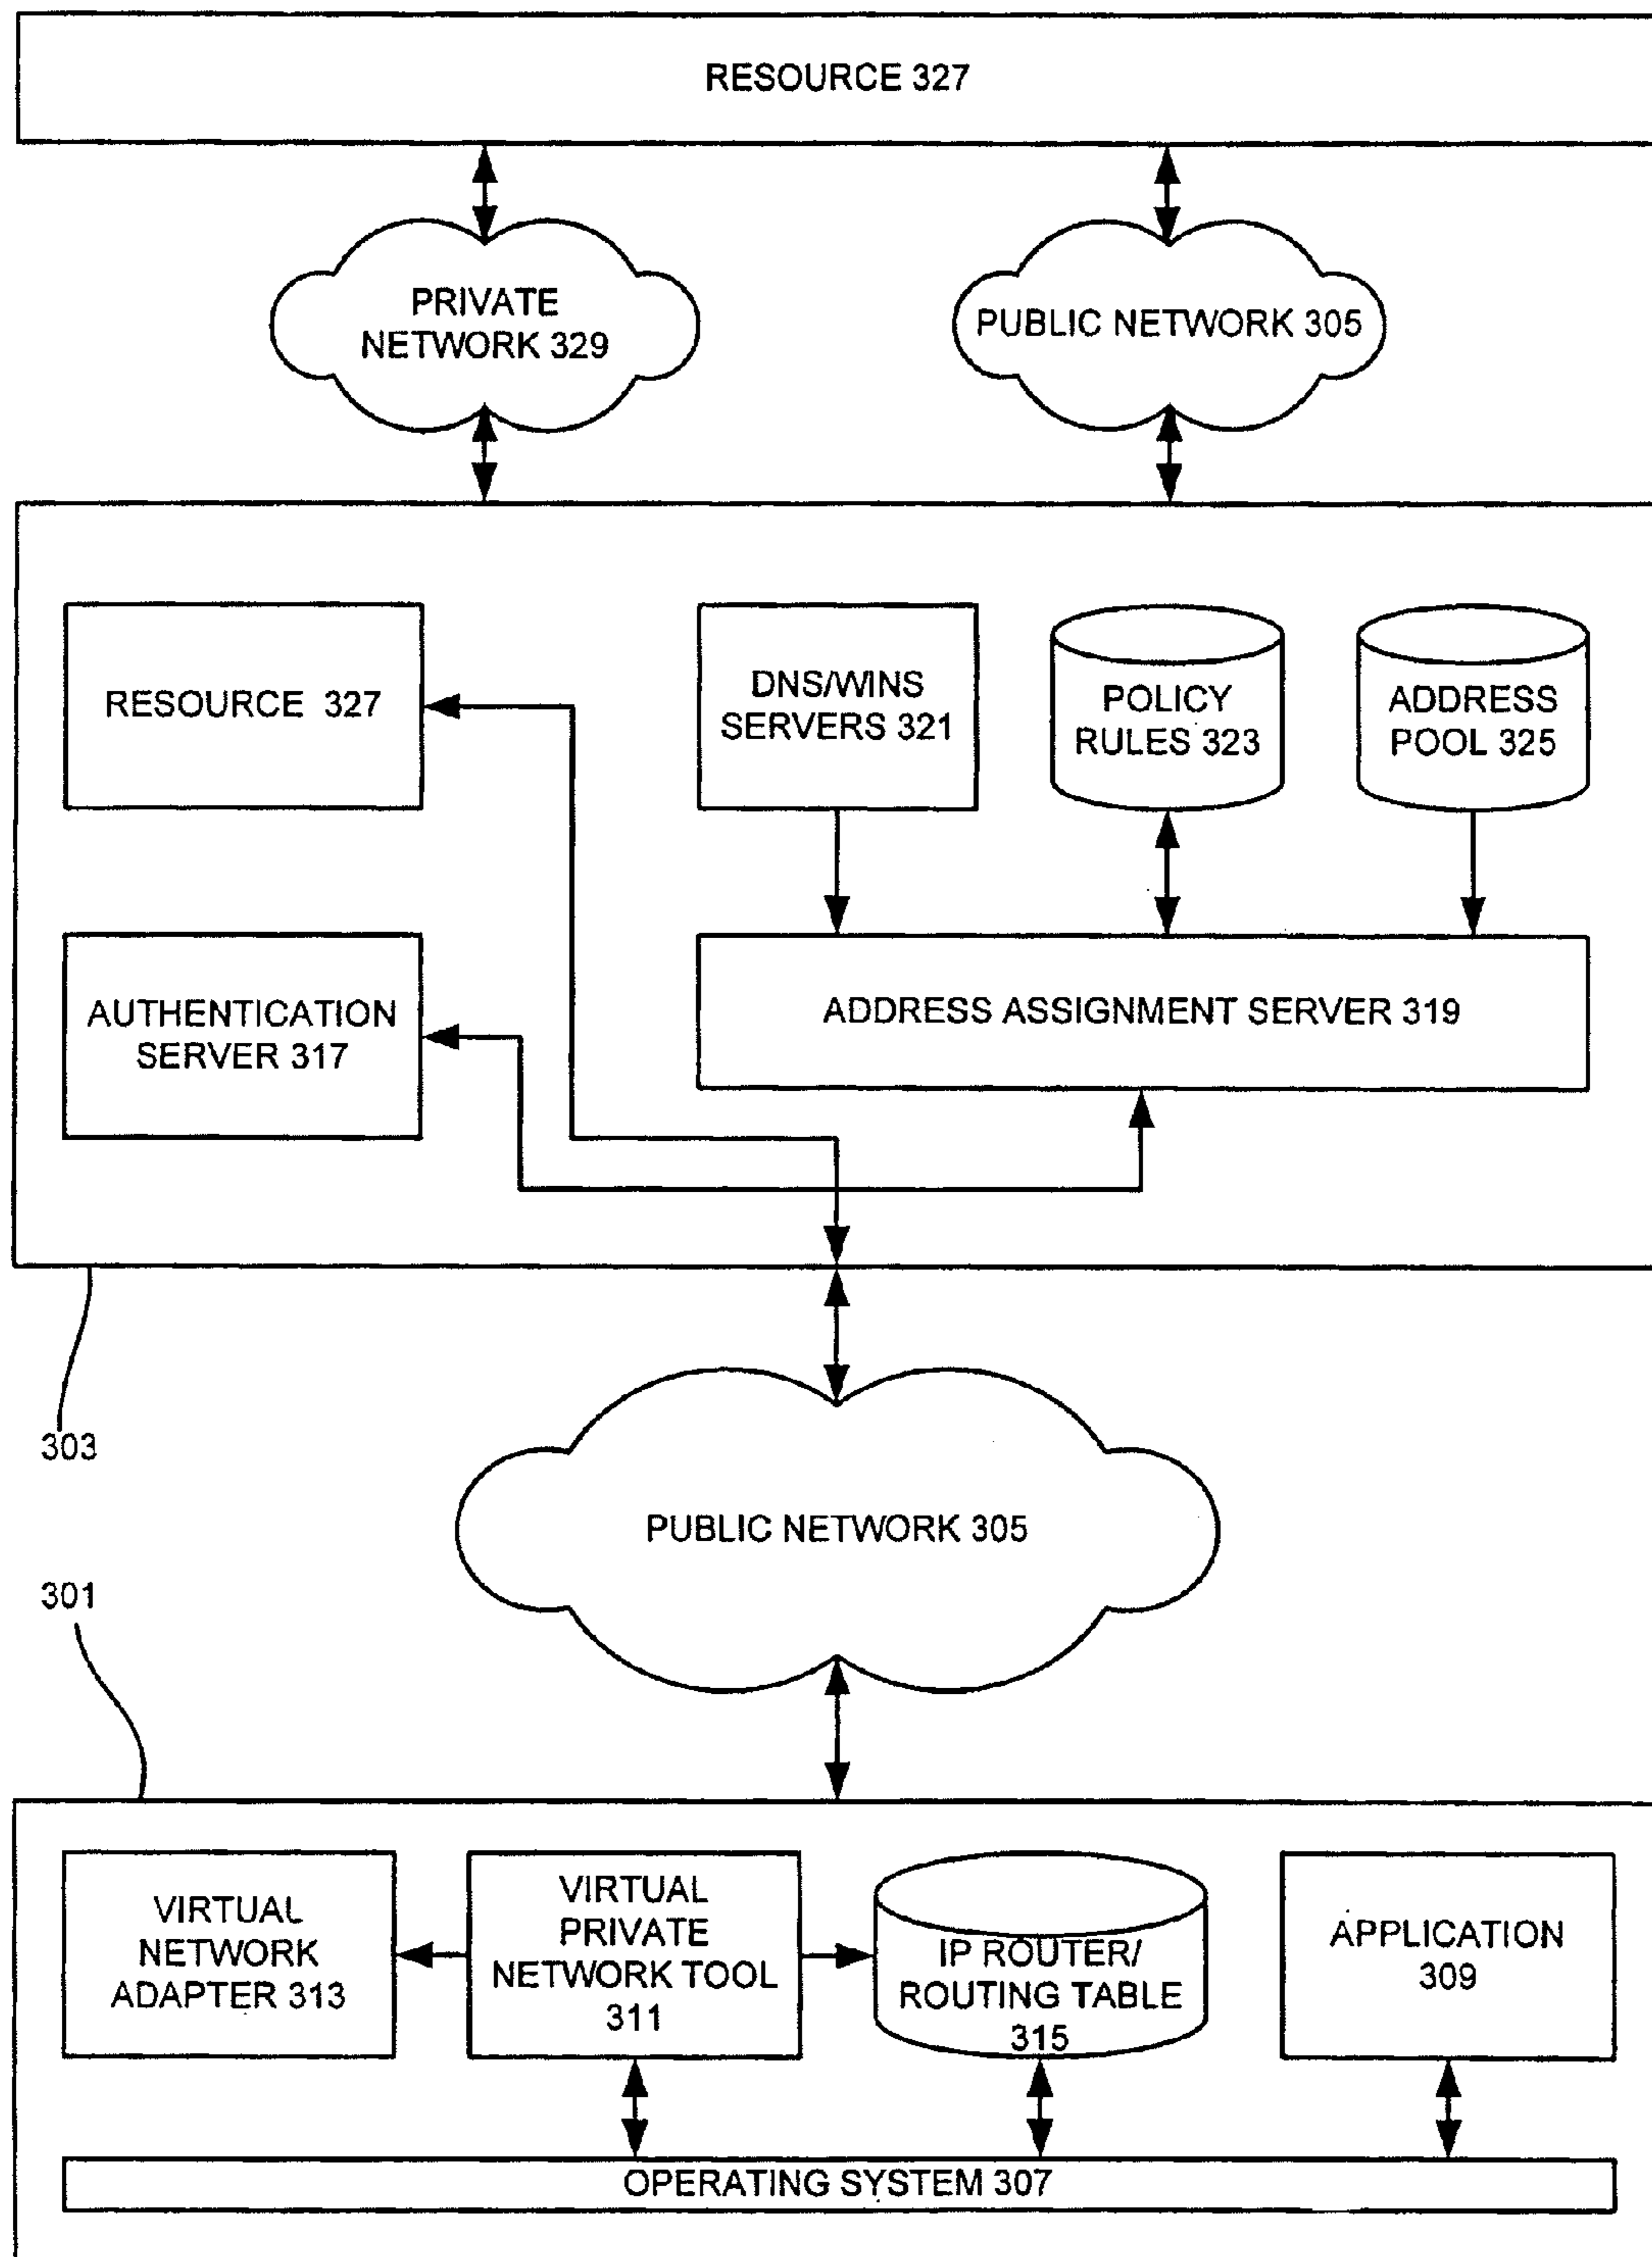 RESOURCE 327
PRIVATE
NETWORK 329
PUBLIC NETWORK 305
RESOURCE 327
DNS/WINS
SERVERS 321
POLICY
RULES 323
ADDRESS
POOL 325
AUTHENTICATION
SERVER 317
ADDRESS ASSIGNMENT SERVER 319
303
PUBLIC NETWORK 305
301
VIRTUAL
NETWORK
ADAPTER 313
VIRTUAL
PRIVATE
NETWORK TOOL
311
IP ROUTER/
ROUTING TABLE
315
APPLICATION
309
OPERATING SYSTEM 307